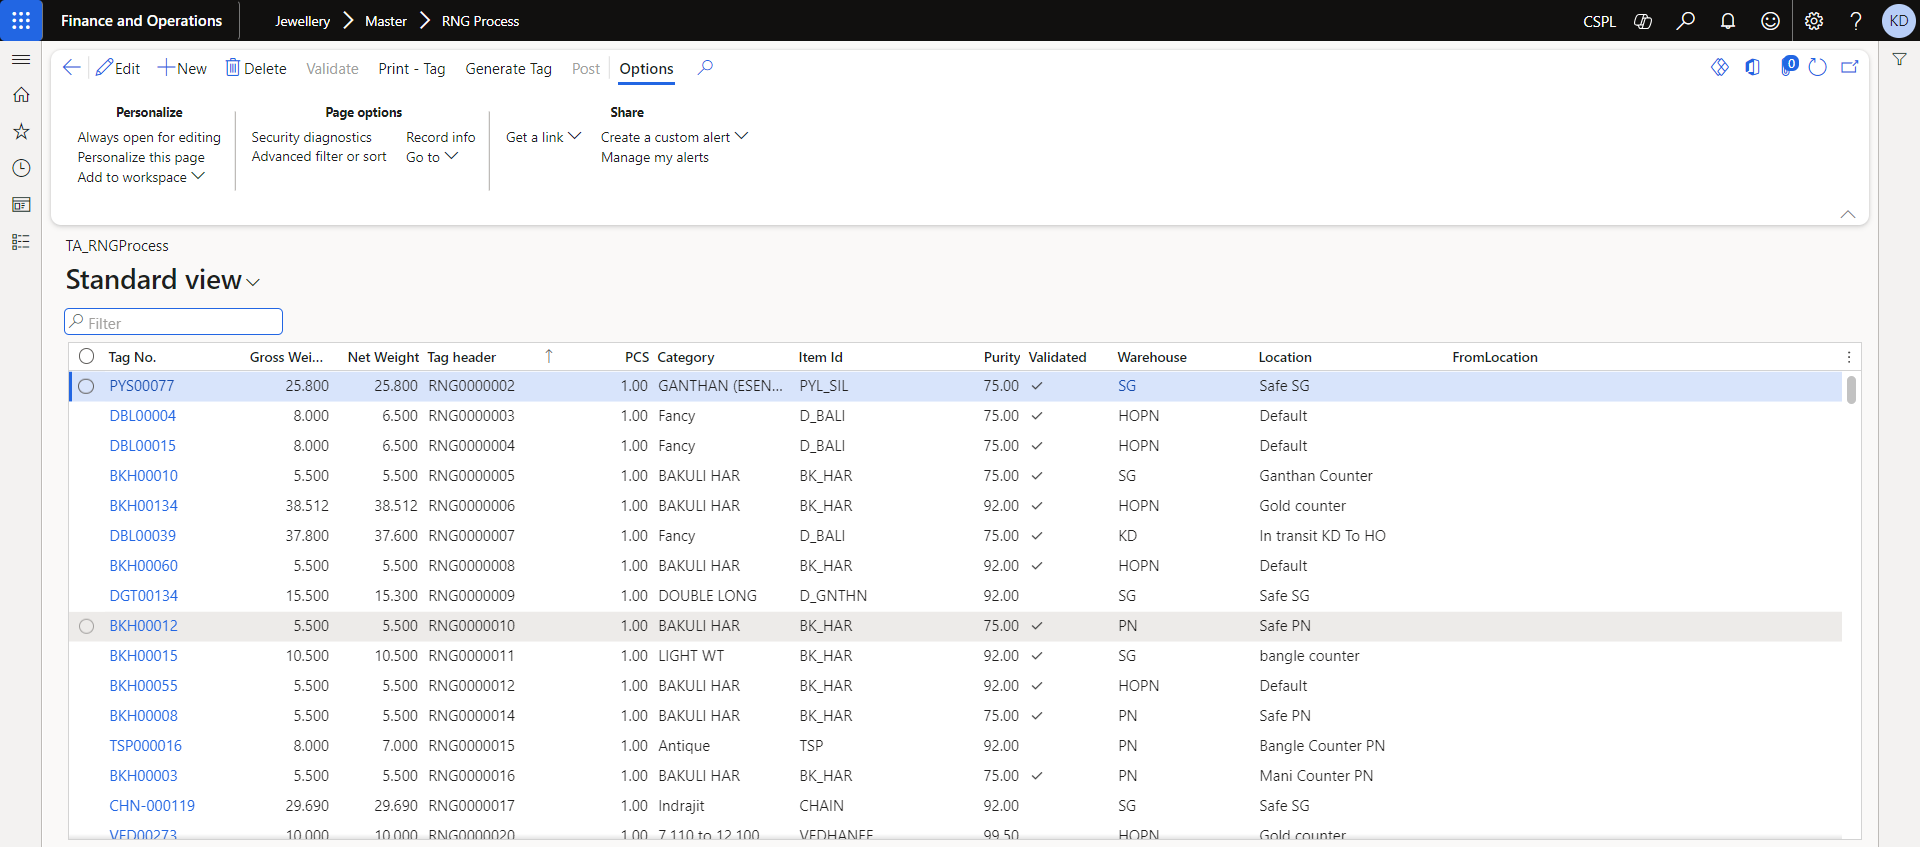 Finance and Operations Jewellery Master RNG Process CSPL KD
Edit New Delete Validate Print - Tag Generate Tag Post Options 0
Personalize Page options Share
Always open for editing Security diagnostics Record info Get a link Create a custom alert
Personalize this page Advanced filter or sort Go to Manage my alerts
Add to workspace
TA_RNGProcess
Standard view
Filter
Tag No. Gross Wei... Net Weight Tag header PCS Category Item Id Purity Validated Warehouse Location FromLocation
PYS00077 25.800 25.800 RNG0000002 1.00 GANTHAN (ESEN... PYL_SIL 75.00 SG Safe SG
DBL00004 8.000 6.500 RNG0000003 1.00 Fancy D_BALI 75.00 HOPN Default
DBL00015 8.000 6.500 RNG0000004 1.00 Fancy D_BALI 75.00 HOPN Default
BKH00010 5.500 5.500 RNG0000005 1.00 BAKULI HAR BK_HAR 75.00 SG Ganthan Counter
BKH00134 38.512 38.512 RNG0000006 1.00 BAKULI HAR BK_HAR 92.00 HOPN Gold counter
DBL00039 37.800 37.600 RNG0000007 1.00 Fancy D_BALI 75.00 KD In transit KD To HO
BKH00060 5.500 5.500 RNG0000008 1.00 BAKULI HAR BK_HAR 92.00 HOPN Default
DGT00134 15.500 15.300 RNG0000009 1.00 DOUBLE LONG D_GNTHN 92.00 SG Safe SG
BKH00012 5.500 5.500 RNG0000010 1.00 BAKULI HAR BK_HAR 75.00 PN Safe PN
BKH00015 10.500 10.500 RNG0000011 1.00 LIGHT WT BK_HAR 92.00 SG bangle counter
BKH00055 5.500 5.500 RNG0000012 1.00 BAKULI HAR BK_HAR 92.00 HOPN Default
BKH00008 5.500 5.500 RNG0000014 1.00 BAKULI HAR BK_HAR 75.00 PN Safe PN
TSP000016 8.000 7.000 RNG0000015 1.00 Antique TSP 92.00 PN Bangle Counter PN
BKH00003 5.500 5.500 RNG0000016 1.00 BAKULI HAR BK_HAR 75.00 PN Mani Counter PN
CHN-000119 29.690 29.690 RNG0000017 1.00 Indrajit CHAIN 92.00 SG Safe SG
VED00273 10.000 10.000 RNG0000020 1.00 7.110 to 12.100 VEDHANEE 99.50 HOPN Gold counter